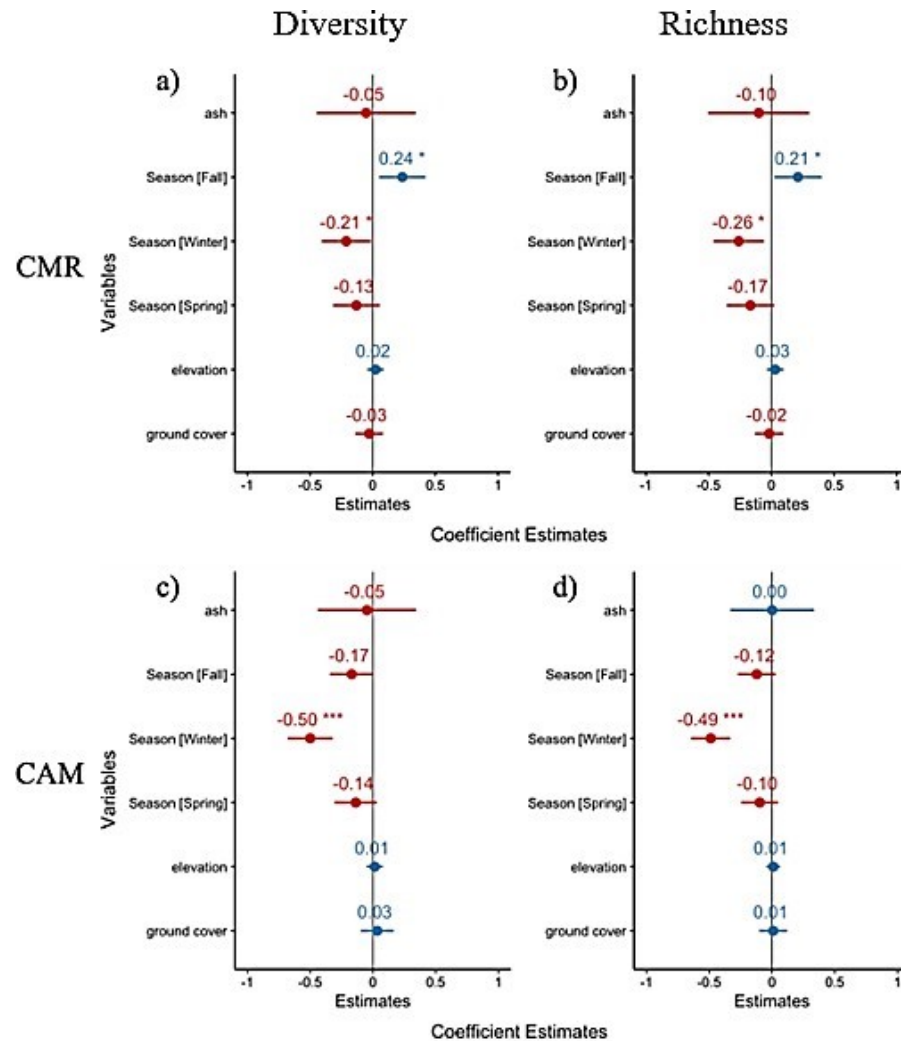 Diversity Richness
a) b)
CMR
Variables
ash
Season [Fall]
Season [Winter]
Season [Spring]
elevation
ground cover
-0.05
0.24 *
-0.21 *
-0.13
0.02
-0.03
-1 -0.5 0 0.5 1
Estimates
ash
Season [Fall]
Season [Winter]
Season [Spring]
elevation
ground cover
-0.10
0.21 *
-0.26 *
-0.17
0.03
-0.02
-1 -0.5 0 0.5 1
Estimates
Coefficient Estimates
c) d)
CAM
Variables
ash
Season [Fall]
Season [Winter]
Season [Spring]
elevation
ground cover
-0.05
-0.17
-0.50 ***
-0.14
0.01
0.03
-1 -0.5 0 0.5 1
Estimates
ash
Season [Fall]
Season [Winter]
Season [Spring]
elevation
ground cover
0.00
-0.12
-0.49 ***
-0.10
0.01
0.01
-1 -0.5 0 0.5 1
Estimates
Coefficient Estimates